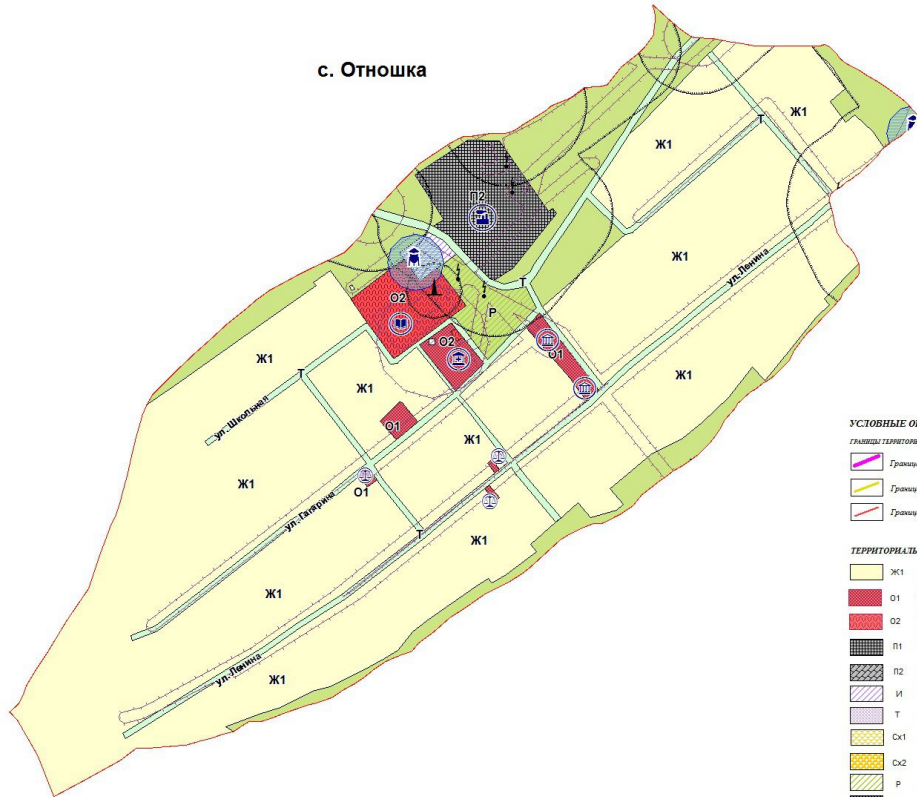 с. Отношка
Ж1
Ж1
Т
П2
Ж1
ул.Ленина
О2
Т
Р
О2
О1
Ж1
Ж1
Т
Ж1
ул. Школьная
О1
Ж1
Ж1
О1
ул. Гагарина
Т
Ж1
Ж1
ул.Ленина
Ж1
УСЛОВНЫЕ ОБ
ГРАНИЦЫ ТЕРРИТОРИ
Границ
Границ
Границ
ТЕРРИТОРИАЛЬ
Ж1
О1
О2
П1
П2
И
Т
Сх1
Сх2
Р